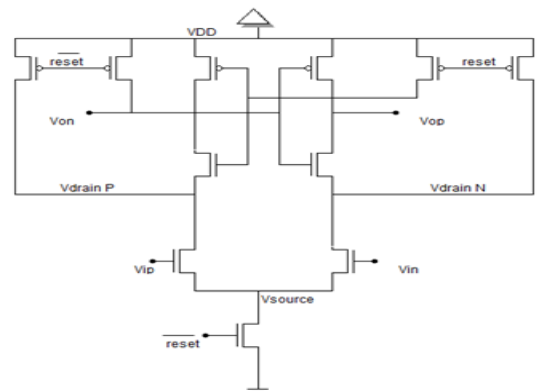 VDD
reset
reset
Von
Vop
Vdrain P
Vdrain N
Vip
Vin
Vsource
reset